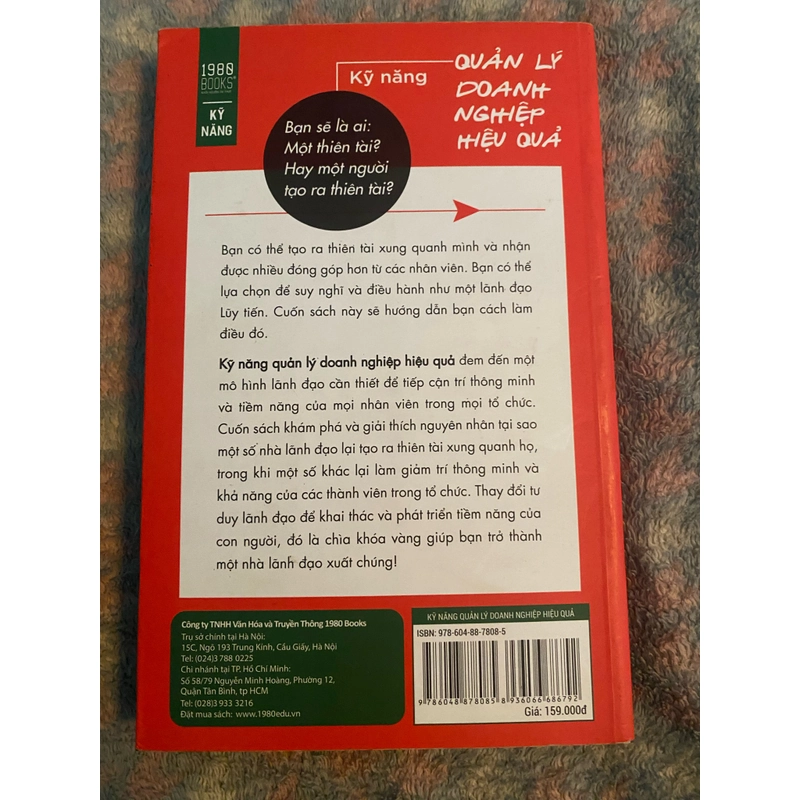 1980
BOOKS
KỸ
NĂNG
Kỹ năng
QUẢN LÝ
DOANH
NGHIỆP
HIỆU QUẢ
Bạn sẽ là ai:
Một thiên tài?
Hay một người
tạo ra thiên tài?
Bạn có thể tạo ra thiên tài xung quanh mình và nhận
được nhiều đóng góp hơn từ các nhân viên. Bạn có thể
lựa chọn để suy nghĩ và điều hành như một lãnh đạo
Lũy tiến. Cuốn sách này sẽ hướng dẫn bạn cách làm
điều đó.
Kỹ năng quản lý doanh nghiệp hiệu quả đem đến một
mô hình lãnh đạo cần thiết để tiếp cận trí thông minh
và tiềm năng của mọi nhân viên trong mọi tổ chức.
Cuốn sách khám phá và giải thích nguyên nhân tại sao
một số nhà lãnh đạo lại tạo ra thiên tài xung quanh họ,
trong khi một số khác lại làm giảm trí thông minh và
khả năng của các thành viên trong tổ chức. Thay đổi tư
duy lãnh đạo để khai thác và phát triển tiềm năng của
con người, đó là chìa khóa vàng giúp bạn trở thành
một nhà lãnh đạo xuất chúng!
Công ty TNHH Văn Hóa và Truyền Thông 1980 Books
Trụ sở chính tại Hà Nội:
15C, Ngõ 193 Trung Kính, Cầu Giấy, Hà Nội
Tel: (024)3 788 0225
Chi nhánh tại TP. Hồ Chí Minh:
Số 58/79 Nguyễn Minh Hoàng, Phường 12,
Quận Tân Bình, tp HCM
Tel: (028)3 933 3216
Đặt mua sách: www.1980edu.vn
KỸ NĂNG QUẢN LÝ DOANH NGHIỆP HIỆU QUẢ
ISBN: 978-604-88-7808-5
9 786048 878085 8 936066 686792
Giá: 159.000đ